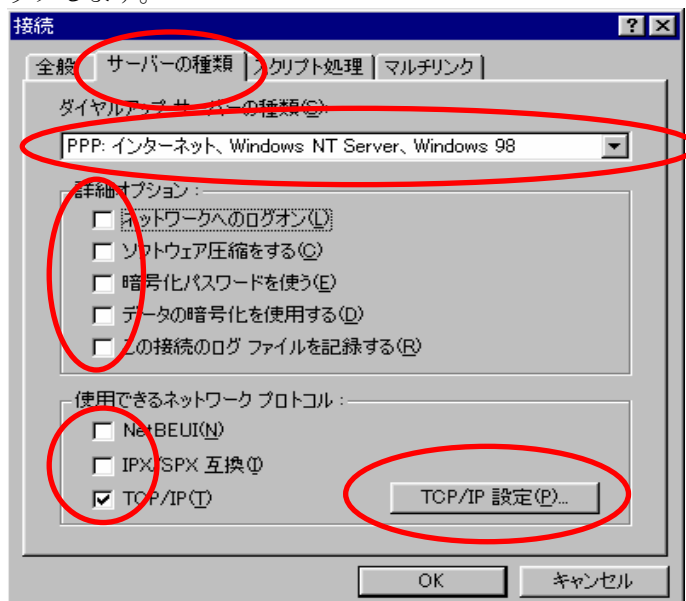 クします。
接続
全般 サーバーの種類 スクリプト処理 マルチリンク
ダイヤルアップ サーバーの種類(S):
PPP: インターネット、Windows NT Server、Windows 98
詳細オプション：
ネットワークへのログオン(L)
ソフトウェア圧縮をする(C)
暗号化パスワードを使う(E)
データの暗号化を使用する(D)
この接続のログ ファイルを記録する(R)
使用できるネットワーク プロトコル：
NetBEUI(N)
IPX/SPX 互換(I)
TCP/IP(T)
TCP/IP 設定(P)...
OK キャンセル